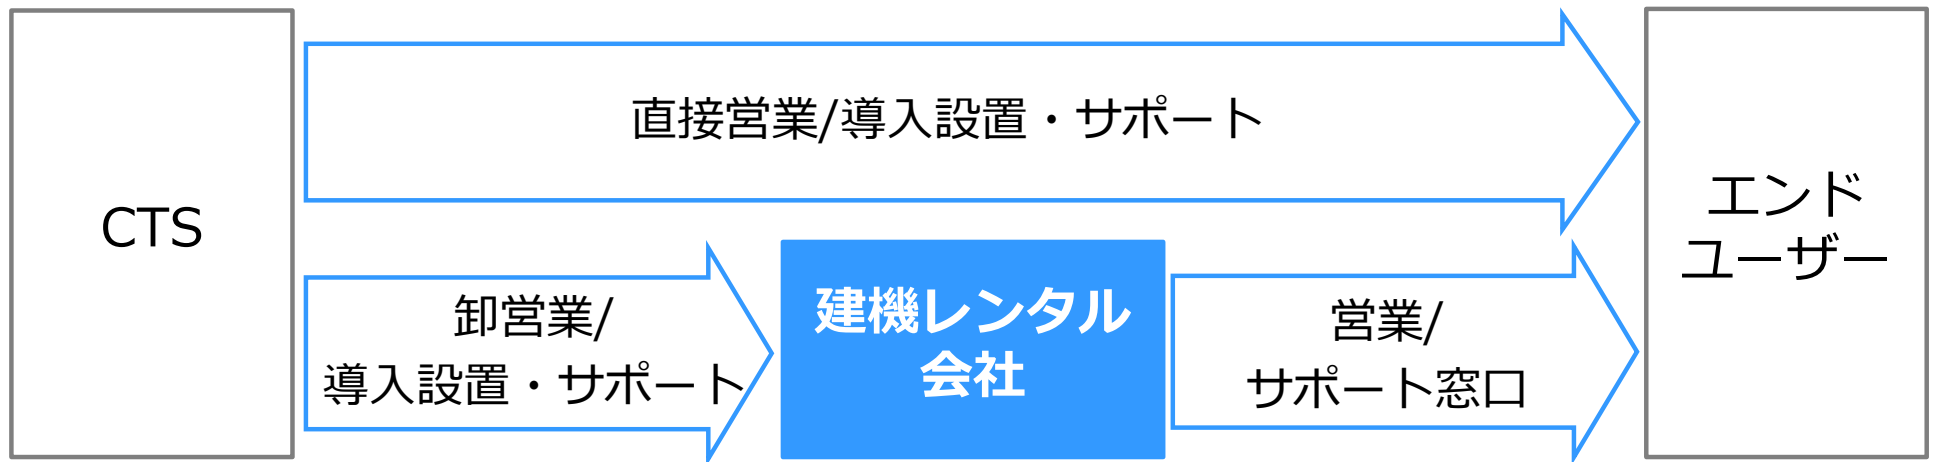 CTS
直接営業/導入設置・サポート
卸営業/
導入設置・サポート
建機レンタル
会社
営業/
サポート窓口
エンド
ユーザー